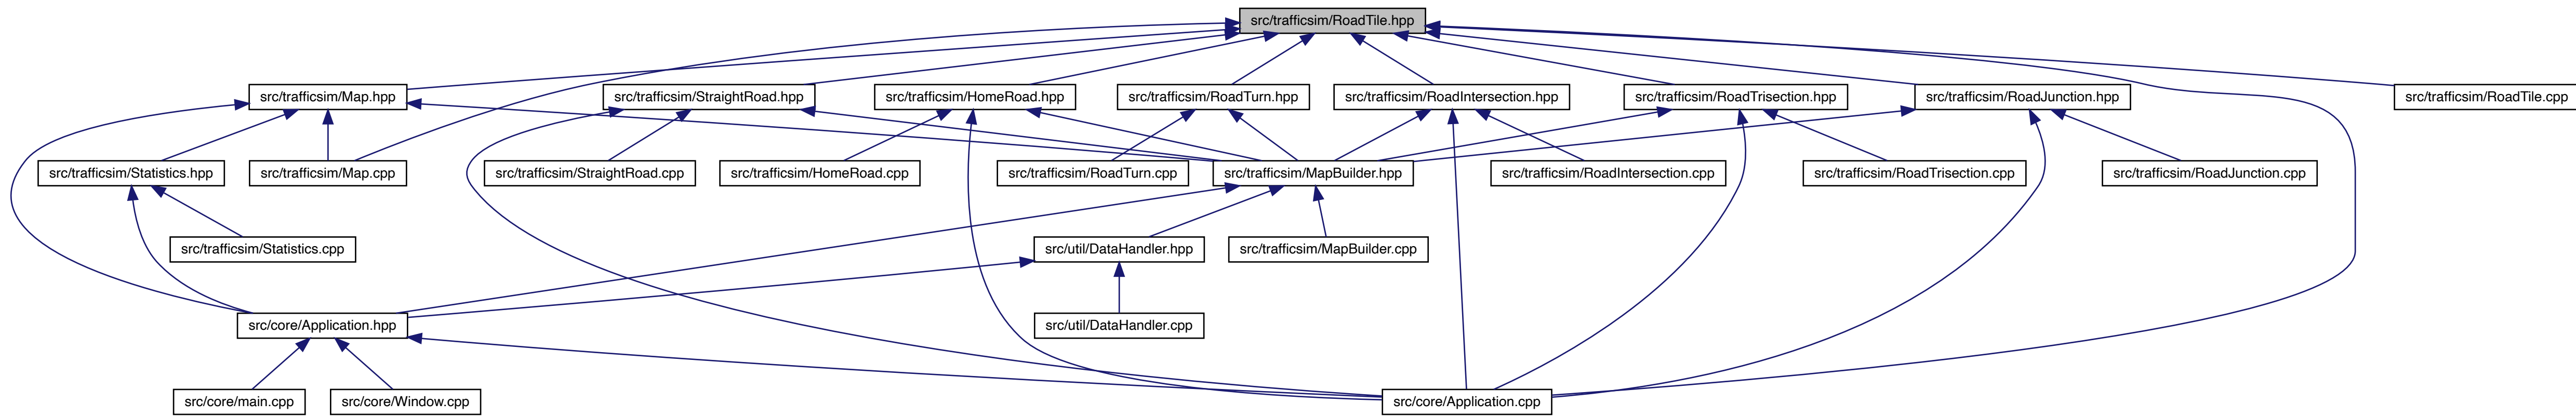 src/trafficsim/RoadTile.hpp
src/trafficsim/Map.hpp
src/trafficsim/StraightRoad.hpp
src/trafficsim/HomeRoad.hpp
src/trafficsim/RoadTurn.hpp
src/trafficsim/RoadIntersection.hpp
src/trafficsim/RoadTrisection.hpp
src/trafficsim/RoadJunction.hpp
src/trafficsim/RoadTile.cpp
src/trafficsim/Statistics.hpp
src/trafficsim/Map.cpp
src/trafficsim/StraightRoad.cpp
src/trafficsim/HomeRoad.cpp
src/trafficsim/RoadTurn.cpp
src/trafficsim/MapBuilder.hpp
src/trafficsim/RoadIntersection.cpp
src/trafficsim/RoadTrisection.cpp
src/trafficsim/RoadJunction.cpp
src/trafficsim/Statistics.cpp
src/util/DataHandler.hpp
src/trafficsim/MapBuilder.cpp
src/core/Application.hpp
src/util/DataHandler.cpp
src/core/main.cpp
src/core/Window.cpp
src/core/Application.cpp